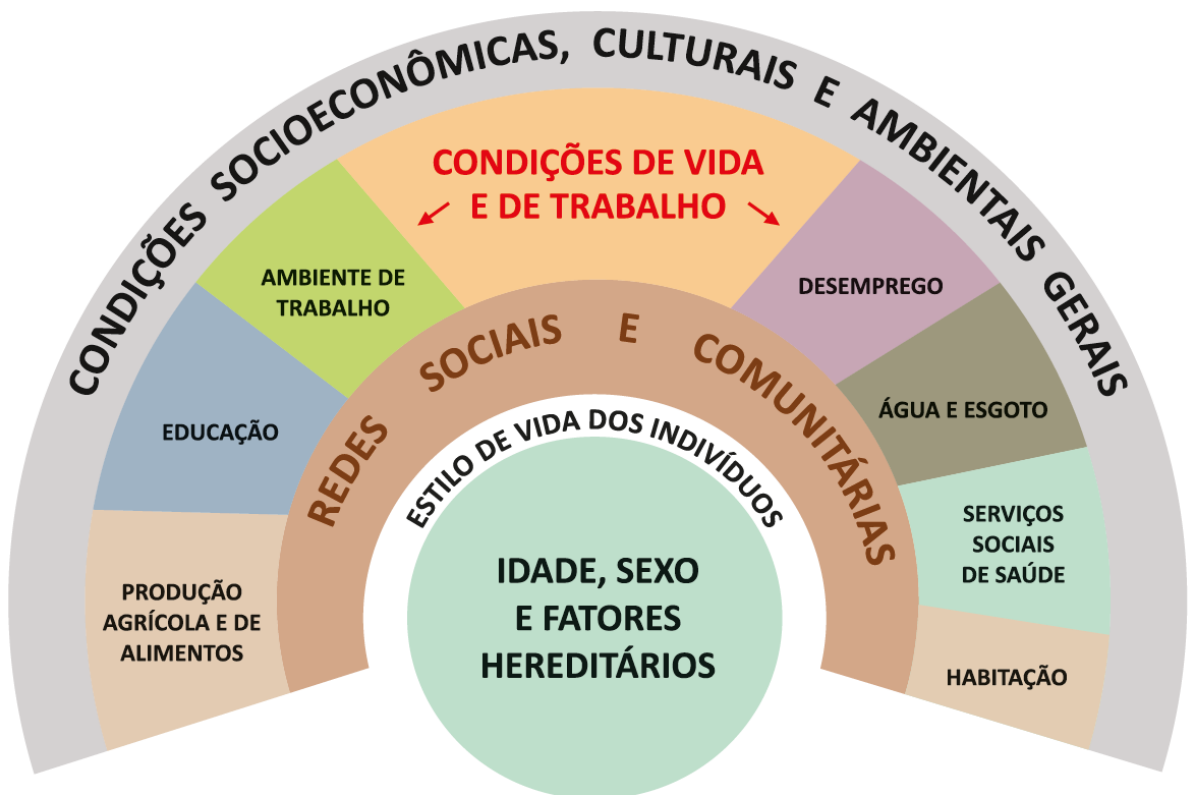 CONDIÇÕES SOCIOECONÔMICAS, CULTURAIS E AMBIENTAIS GERAIS
CONDIÇÕES DE VIDA
E DE TRABALHO
AMBIENTE DE
TRABALHO
DESEMPREGO
EDUCAÇÃO
ÁGUA E ESGOTO
PRODUÇÃO
AGRÍCOLA E DE
ALIMENTOS
SERVIÇOS
SOCIAIS
DE SAÚDE
HABITAÇÃO
REDES SOCIAIS E COMUNITÁRIAS
ESTILO DE VIDA DOS INDIVÍDUOS
IDADE, SEXO
E FATORES
HEREDITÁRIOS